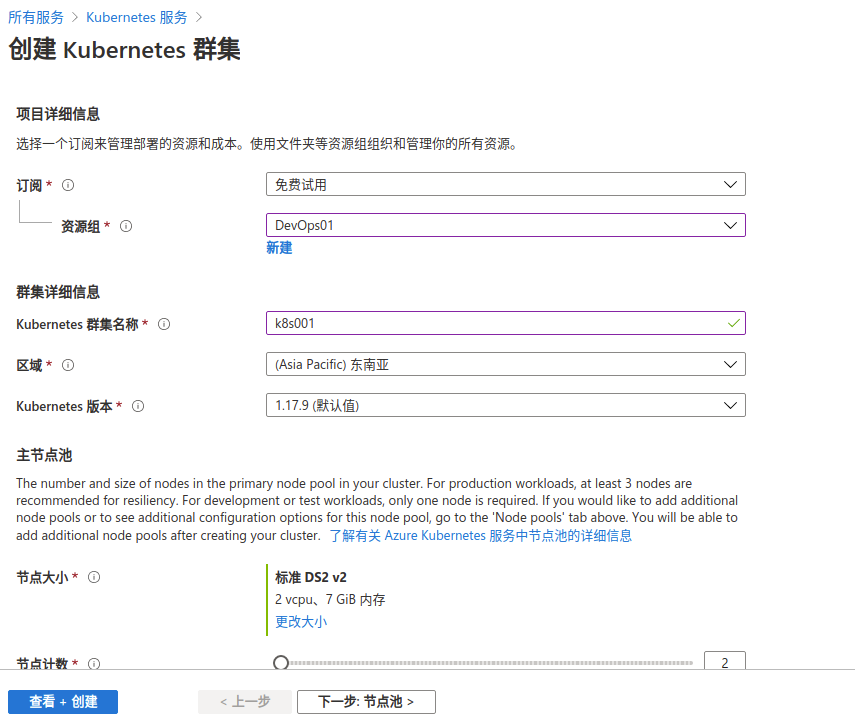 所有服务 > Kubernetes 服务 >
创建 Kubernetes 群集
项目详细信息
选择一个订阅来管理部署的资源和成本。使用文件夹等资源组组织和管理你的所有资源。
订阅 * 免费试用
资源组 * DevOps01
新建
群集详细信息
Kubernetes 群集名称 * k8s001
区域 * (Asia Pacific) 东南亚
Kubernetes 版本 * 1.17.9 (默认值)
主节点池
The number and size of nodes in the primary node pool in your cluster. For production workloads, at least 3 nodes are
recommended for resiliency. For development or test workloads, only one node is required. If you would like to add additional
node pools or to see additional configuration options for this node pool, go to the 'Node pools' tab above. You will be able to
add additional node pools after creating your cluster. 了解有关 Azure Kubernetes 服务中节点池的详细信息
节点大小 * 标准 DS2 v2
2 vcpu、7 GiB 内存
更改大小
节点计数 * 2
查看 + 创建 < 上一步 下一步: 节点池 >